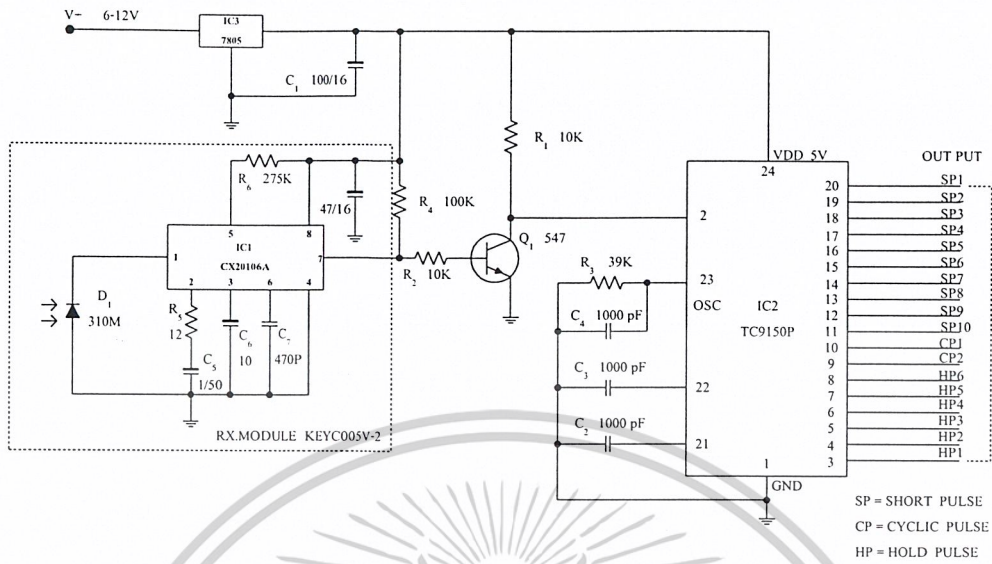 V- 6-12V
IC3
7805
C1 100/16
R1 10K
VDD 5V
24
OUT PUT
R6 275K
47/16
R4 100K
5
8
IC1
CX20106A
1
7
2
3
6
4
R2 10K
Q1 547
D1
310M
R5
12
C5
1/50
C6
10
C7
470P
RX.MODULE KEYC005V-2
R3 39K
C4 1000 pF
C3 1000 pF
C2 1000 pF
2
23
OSC
22
21
IC2
TC9150P
1
GND
20 SP1
19 SP2
18 SP3
17 SP4
16 SP5
15 SP6
14 SP7
13 SP8
12 SP9
11 SP10
10 CP1
9 CP2
8 HP6
7 HP5
6 HP4
5 HP3
4 HP2
3 HP1
SP = SHORT PULSE
CP = CYCLIC PULSE
HP = HOLD PULSE